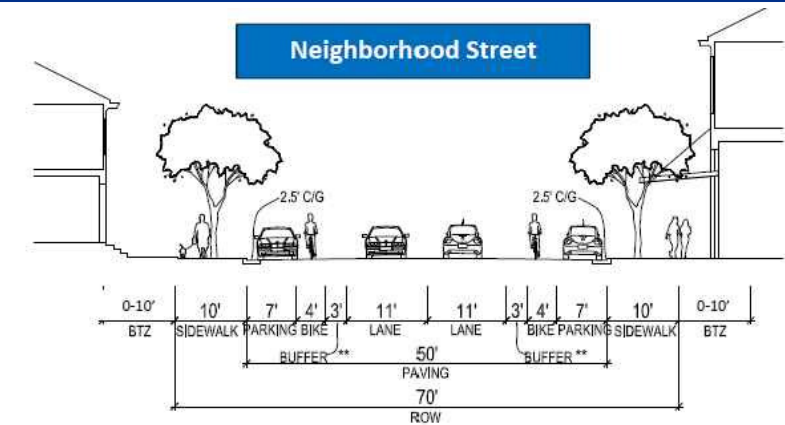 Neighborhood Street
2.5' C/G 2.5' C/G
0-10' 10' 7' 4' 3' 11' 11' 3' 4' 7' 10' 0-10'
BTZ SIDEWALK PARKING BIKE LANE LANE BIKE PARKING SIDEWALK BTZ
BUFFER ** 50' BUFFER **
PAVING
70'
ROW